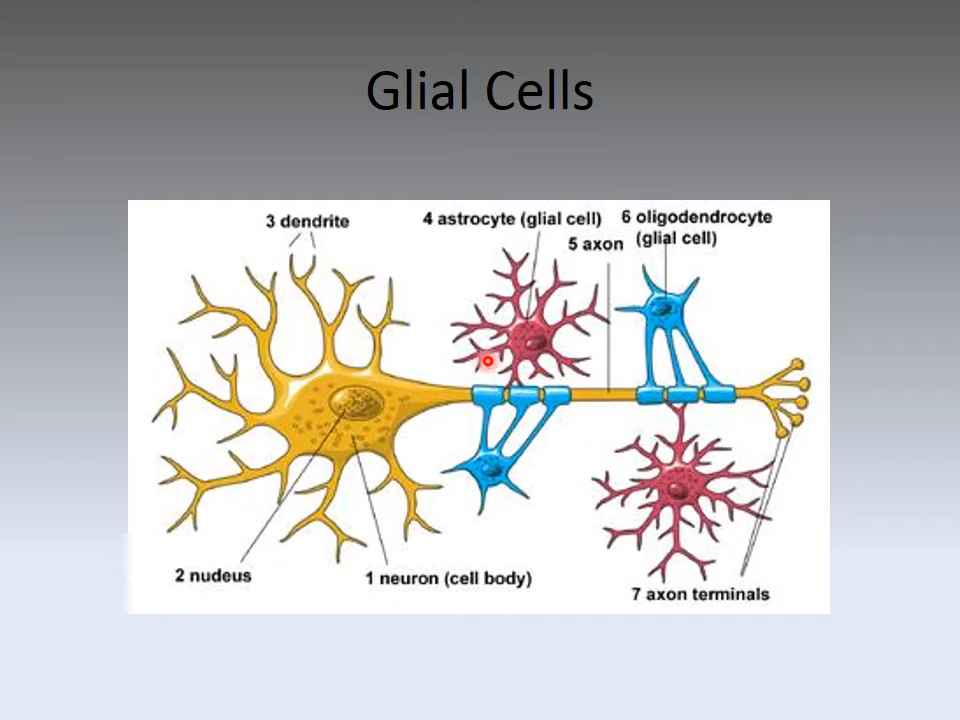 Glial Cells
3 dendrite
4 astrocyte (glial cell)
6 oligodendrocyte
(glial cell)
5 axon
2 nudeus
1 neuron (cell body)
7 axon terminals